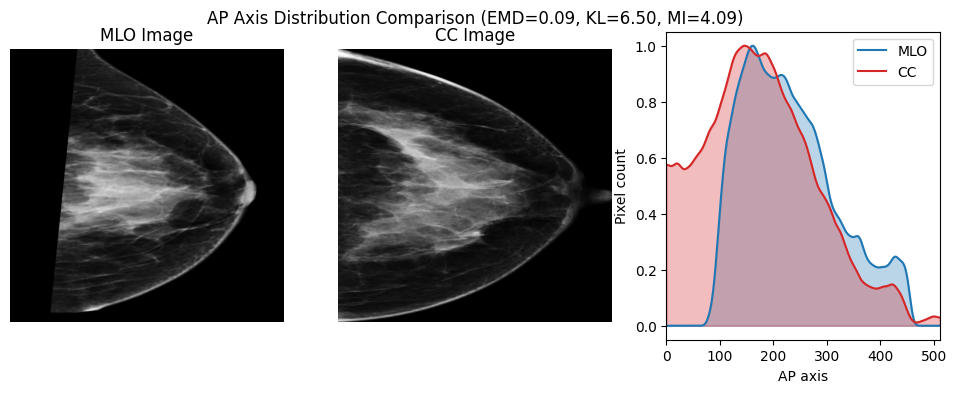 AP Axis Distribution Comparison (EMD=0.09, KL=6.50, MI=4.09)
MLO Image
CC Image
MLO
CC
Pixel count
1.0
0.8
0.6
0.4
0.2
0.0
0 100 200 300 400 500
AP axis